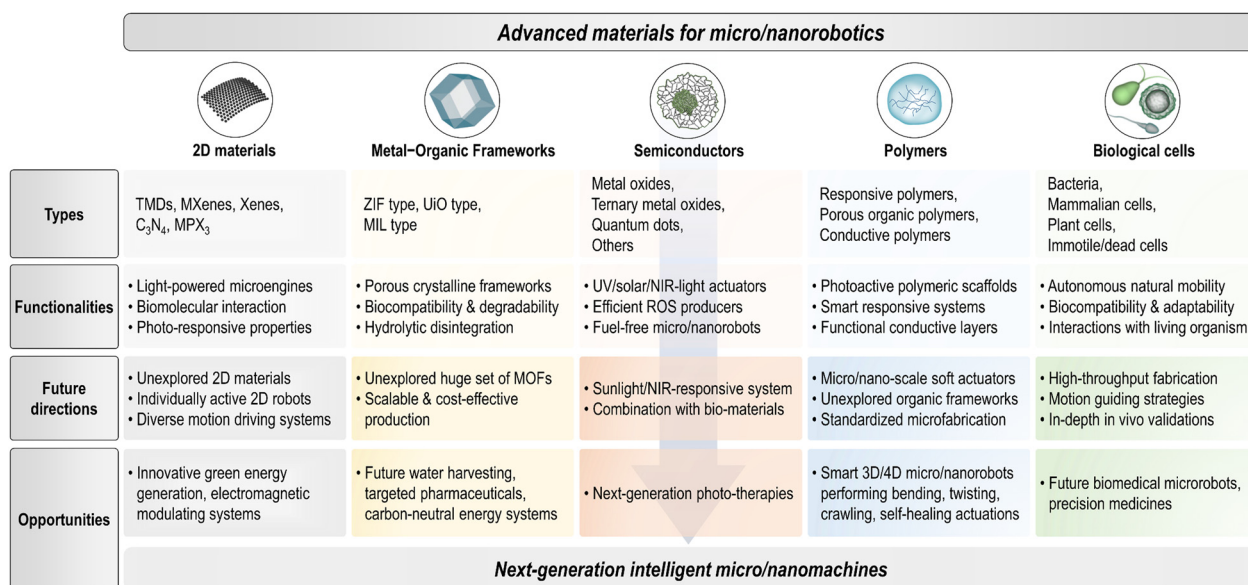 Advanced materials for micro/nanorobotics
2D materials
Metal−Organic Frameworks
Semiconductors
Polymers
Biological cells
Types
TMDs, MXenes, Xenes,
C₃N₄, MPX₃
ZIF type, UiO type,
MIL type
Metal oxides,
Ternary metal oxides,
Quantum dots,
Others
Responsive polymers,
Porous organic polymers,
Conductive polymers
Bacteria,
Mammalian cells,
Plant cells,
Immotile/dead cells
Functionalities
• Light-powered microengines
• Biomolecular interaction
• Photo-responsive properties
• Porous crystalline frameworks
• Biocompatibility & degradability
• Hydrolytic disintegration
• UV/solar/NIR-light actuators
• Efficient ROS producers
• Fuel-free micro/nanorobots
• Photoactive polymeric scaffolds
• Smart responsive systems
• Functional conductive layers
• Autonomous natural mobility
• Biocompatibility & adaptability
• Interactions with living organism
Future
directions
• Unexplored 2D materials
• Individually active 2D robots
• Diverse motion driving systems
• Unexplored huge set of MOFs
• Scalable & cost-effective
production
• Sunlight/NIR-responsive system
• Combination with bio-materials
• Micro/nano-scale soft actuators
• Unexplored organic frameworks
• Standardized microfabrication
• High-throughput fabrication
• Motion guiding strategies
• In-depth in vivo validations
Opportunities
• Innovative green energy
generation, electromagnetic
modulating systems
• Future water harvesting,
targeted pharmaceuticals,
carbon-neutral energy systems
• Next-generation photo-therapies
• Smart 3D/4D micro/nanorobots
performing bending, twisting,
crawling, self-healing actuations
• Future biomedical microrobots,
precision medicines
Next-generation intelligent micro/nanomachines